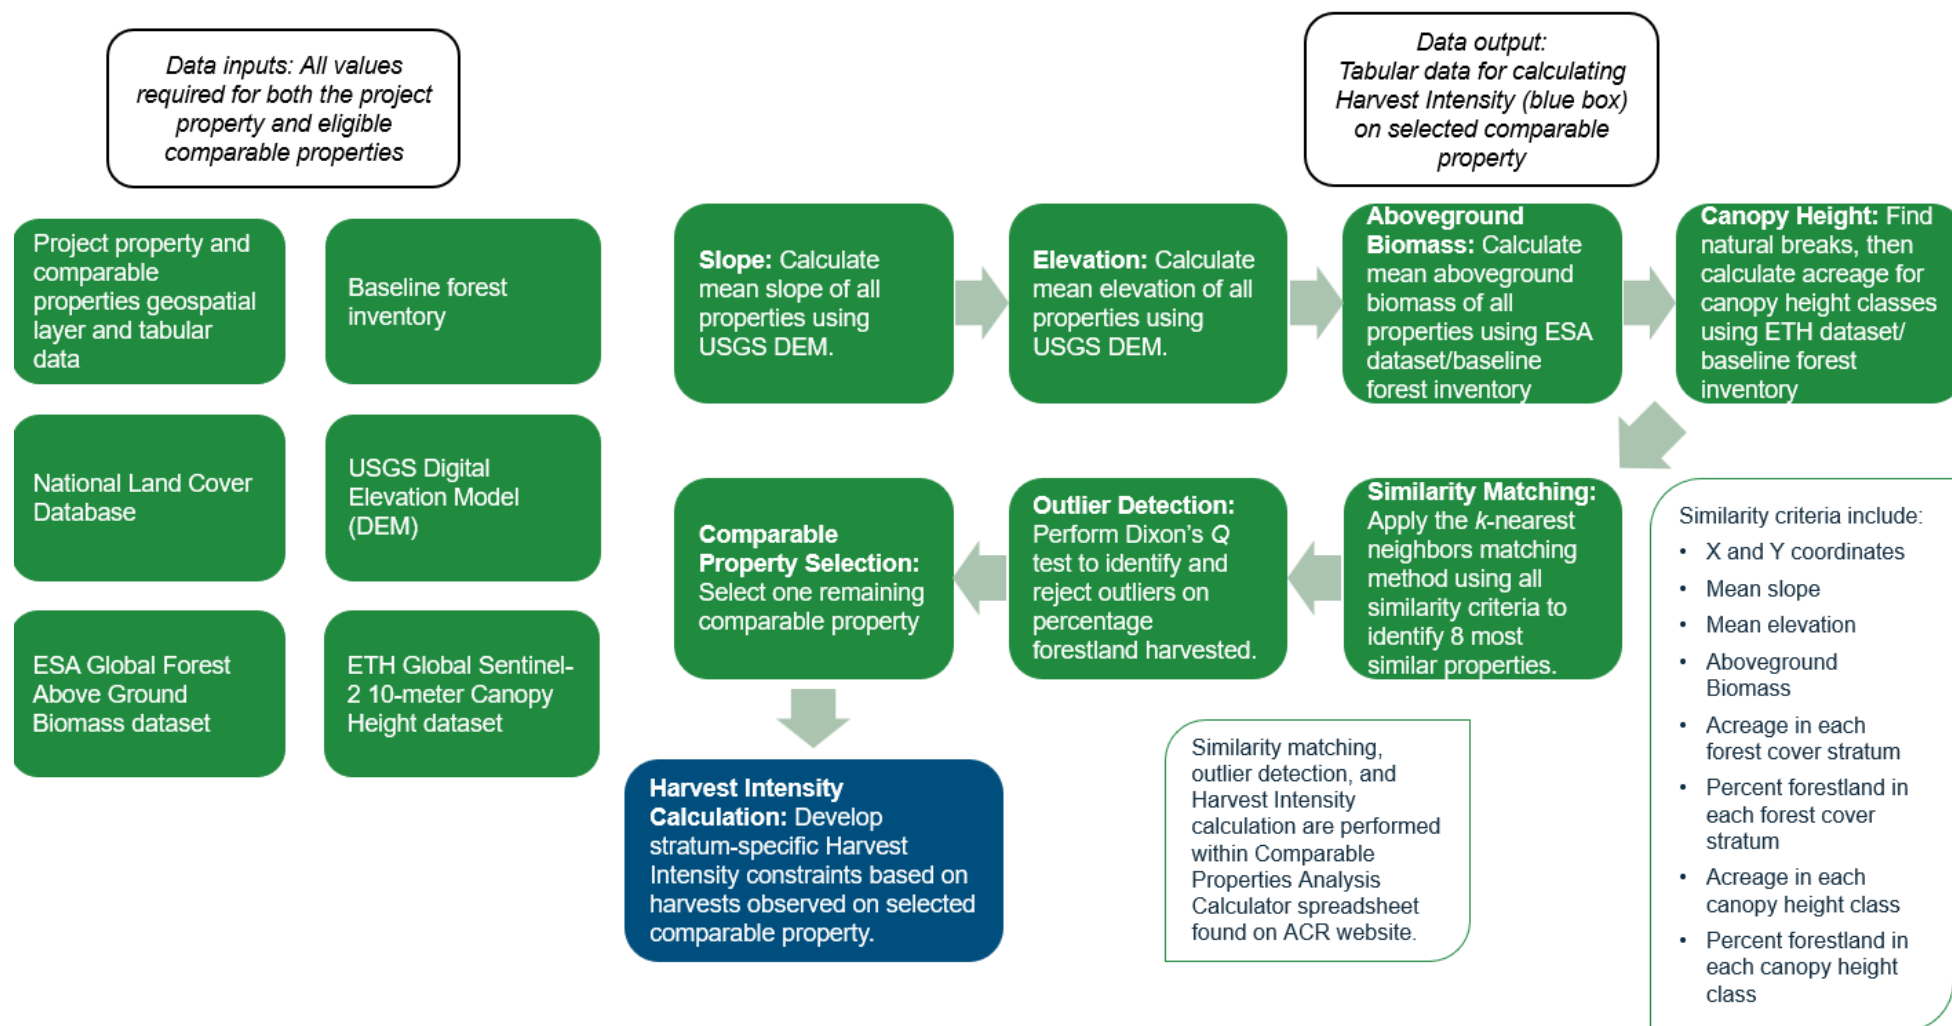 Data inputs: All values
required for both the project
property and eligible
comparable properties
Data output:
Tabular data for calculating
Harvest Intensity (blue box)
on selected comparable
property
Project property and
comparable
properties geospatial
layer and tabular
data
Baseline forest
inventory
National Land Cover
Database
USGS Digital
Elevation Model
(DEM)
ESA Global Forest
Above Ground
Biomass dataset
ETH Global Sentinel-
2 10-meter Canopy
Height dataset
Slope: Calculate
mean slope of all
properties using
USGS DEM.
Elevation: Calculate
mean elevation of all
properties using
USGS DEM.
Aboveground
Biomass: Calculate
mean aboveground
biomass of all
properties using ESA
dataset/baseline
forest inventory
Canopy Height: Find
natural breaks, then
calculate acreage for
canopy height classes
using ETH dataset/
baseline forest
inventory
Similarity Matching:
Apply the k-nearest
neighbors matching
method using all
similarity criteria to
identify 8 most
similar properties.
Outlier Detection:
Perform Dixon’s Q
test to identify and
reject outliers on
percentage
forestland harvested.
Comparable
Property Selection:
Select one remaining
comparable property
Harvest Intensity
Calculation: Develop
stratum-specific Harvest
Intensity constraints based on
harvests observed on selected
comparable property.
Similarity matching,
outlier detection, and
Harvest Intensity
calculation are performed
within Comparable
Properties Analysis
Calculator spreadsheet
found on ACR website.
Similarity criteria include:
• X and Y coordinates
• Mean slope
• Mean elevation
• Aboveground
Biomass
• Acreage in each
forest cover stratum
• Percent forestland in
each forest cover
stratum
• Acreage in each
canopy height class
• Percent forestland in
each canopy height
class